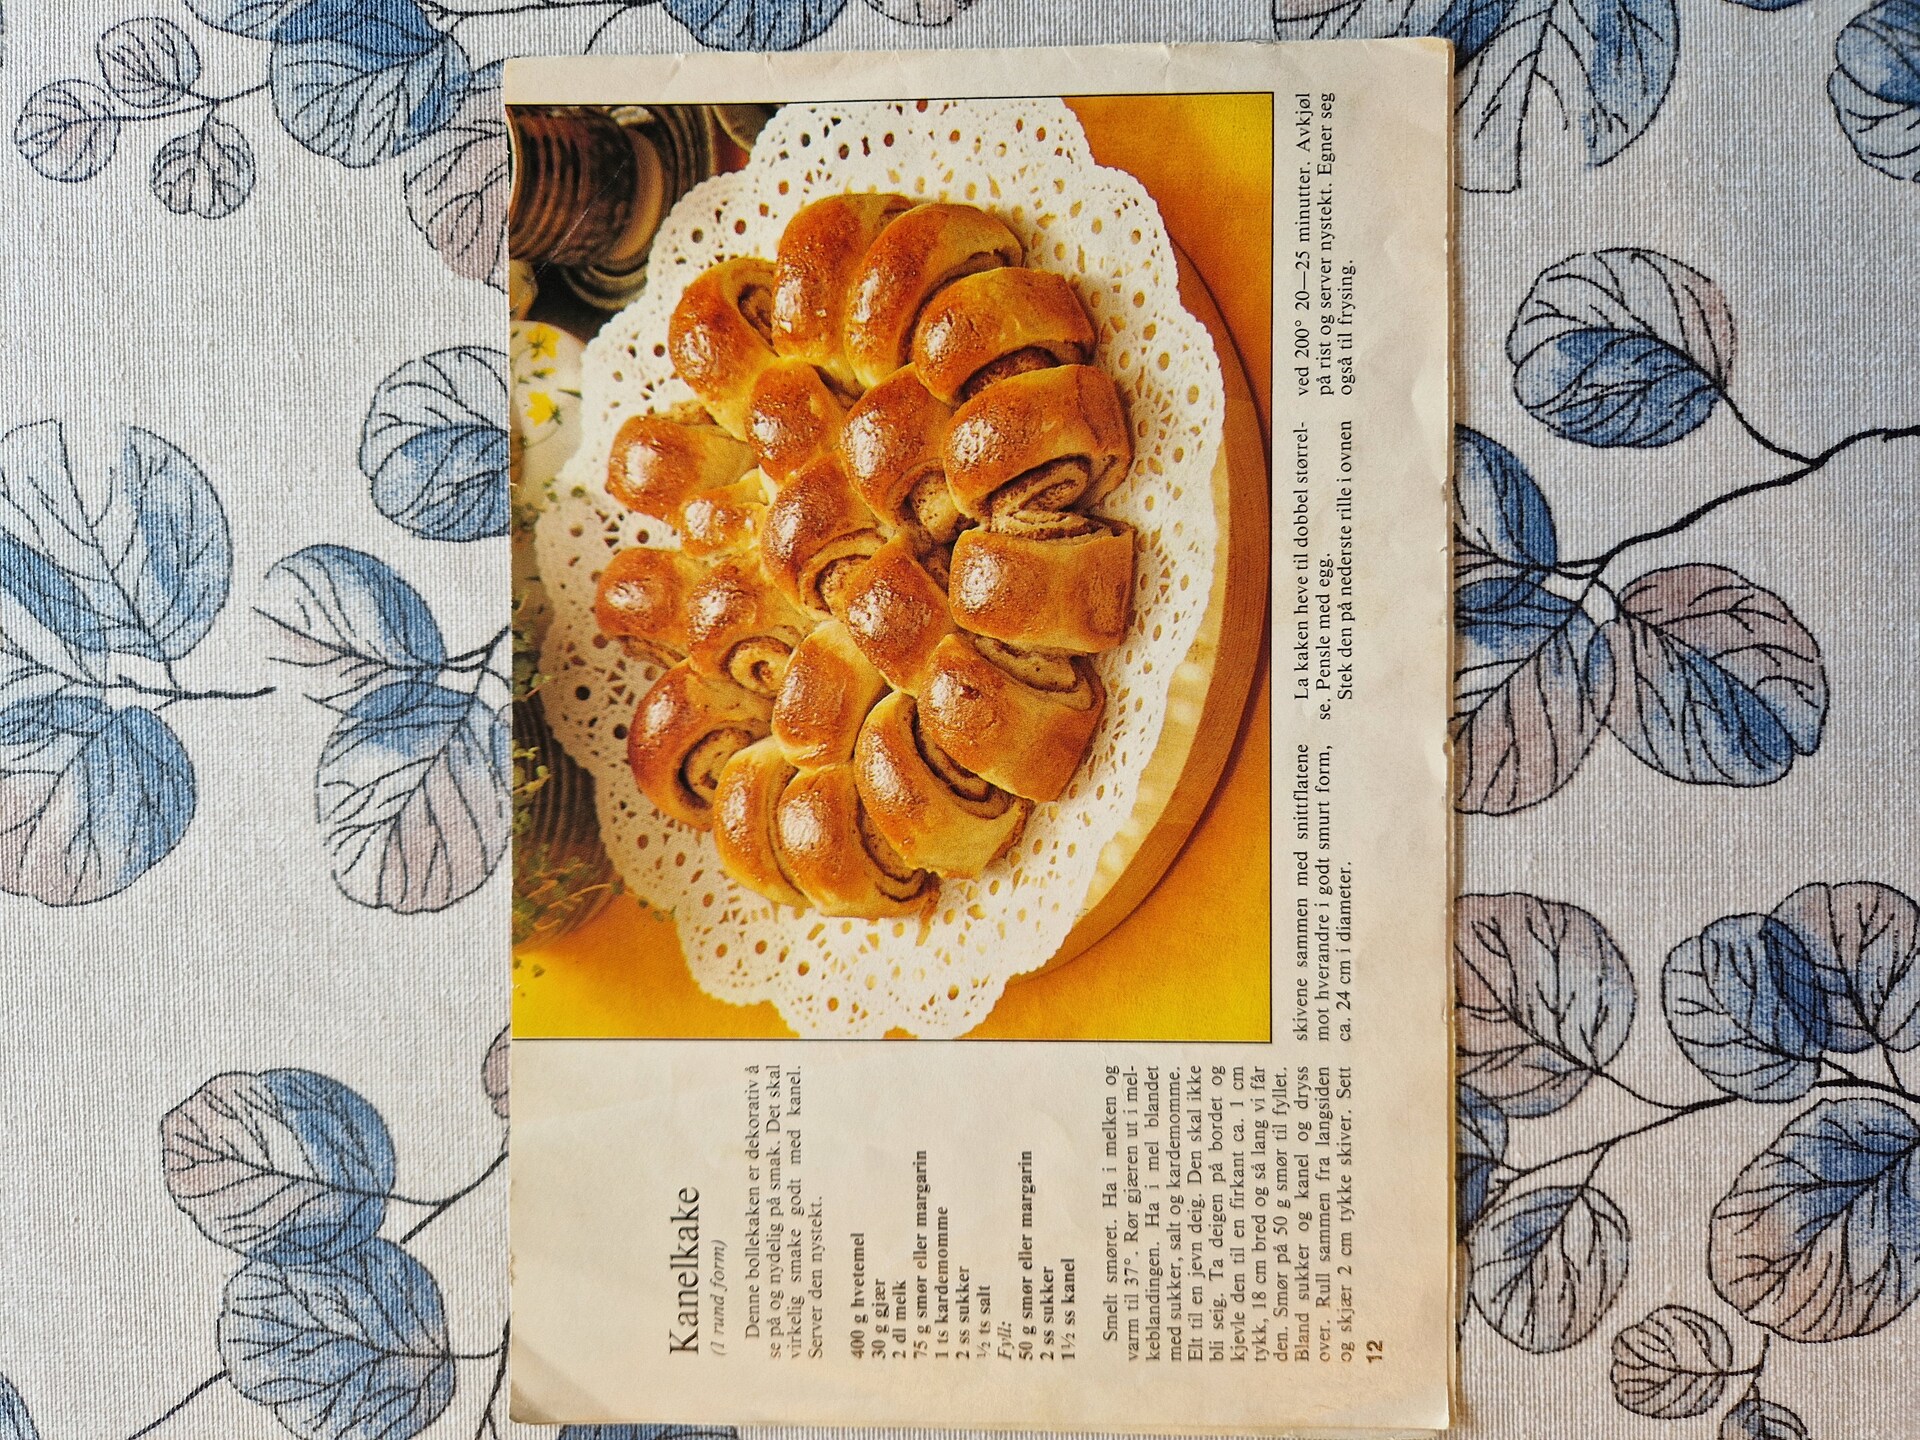 Kanelkake
(1 rund form)
Denne bollekaken er dekorativ å
se på og nydelig på smak. Det skal
virkelig smake godt med kanel.
Server den nystekt.
400 g hvetemel
30 g gjær
2 dl melk
75 g smør eller margarin
1 ts kardemomme
2 ss sukker
½ ts salt
Fyll:
50 g smør eller margarin
2 ss sukker
1½ ss kanel
Smelt smøret. Ha i melken og
varm til 37°. Rør gjæren ut i mel-
keblandingen. Ha i mel blandet
med sukker, salt og kardemomme.
Elt til en jevn deig. Den skal ikke
bli seig. Ta deigen på bordet og
kjevle den til en firkant ca. 1 cm
tykk, 18 cm bred og så lang vi får
den. Smør på 50 g smør til fyllet.
Bland sukker og kanel og dryss
over. Rull sammen fra langsiden
og skjær 2 cm tykke skiver. Sett
skivene sammen med snittflatene
mot hverandre i godt smurt form,
ca. 24 cm i diameter.
La kaken heve til dobbel størrel-
se. Pensle med egg.
Stek den på nederste rille i ovnen
ved 200° 20—25 minutter. Avkjøl
på rist og server nystekt. Egner seg
også til frysing.
12